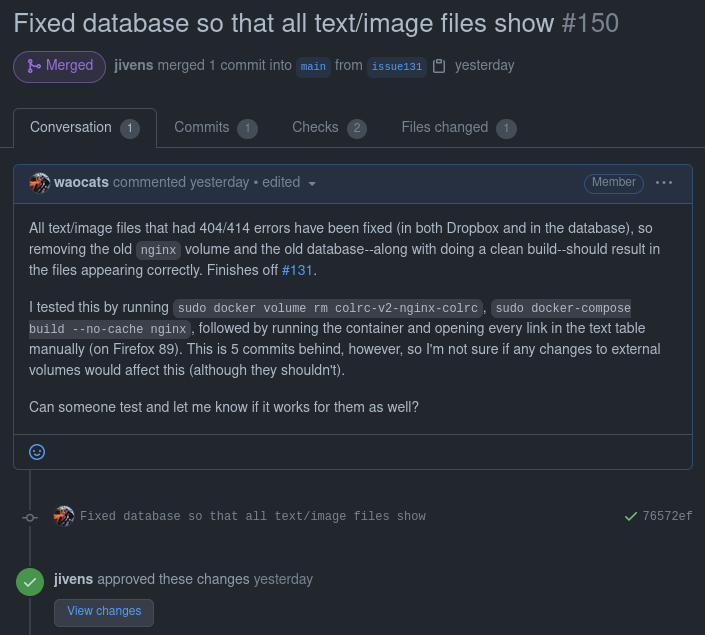 Fixed database so that all text/image files show #150
Merged jivens merged 1 commit into main from issue131 yesterday
Conversation 1 Commits 1 Checks 2 Files changed 1
waocats commented yesterday • edited Member
All text/image files that had 404/414 errors have been fixed (in both Dropbox and in the database), so
removing the old nginx volume and the old database--along with doing a clean build--should result in
the files appearing correctly. Finishes off #131.
I tested this by running sudo docker volume rm colrc-v2-nginx-colrc, sudo docker-compose
build --no-cache nginx, followed by running the container and opening every link in the text table
manually (on Firefox 89). This is 5 commits behind, however, so I'm not sure if any changes to external
volumes would affect this (although they shouldn't).
Can someone test and let me know if it works for them as well?
Fixed database so that all text/image files show 76572ef
jivens approved these changes yesterday
View changes